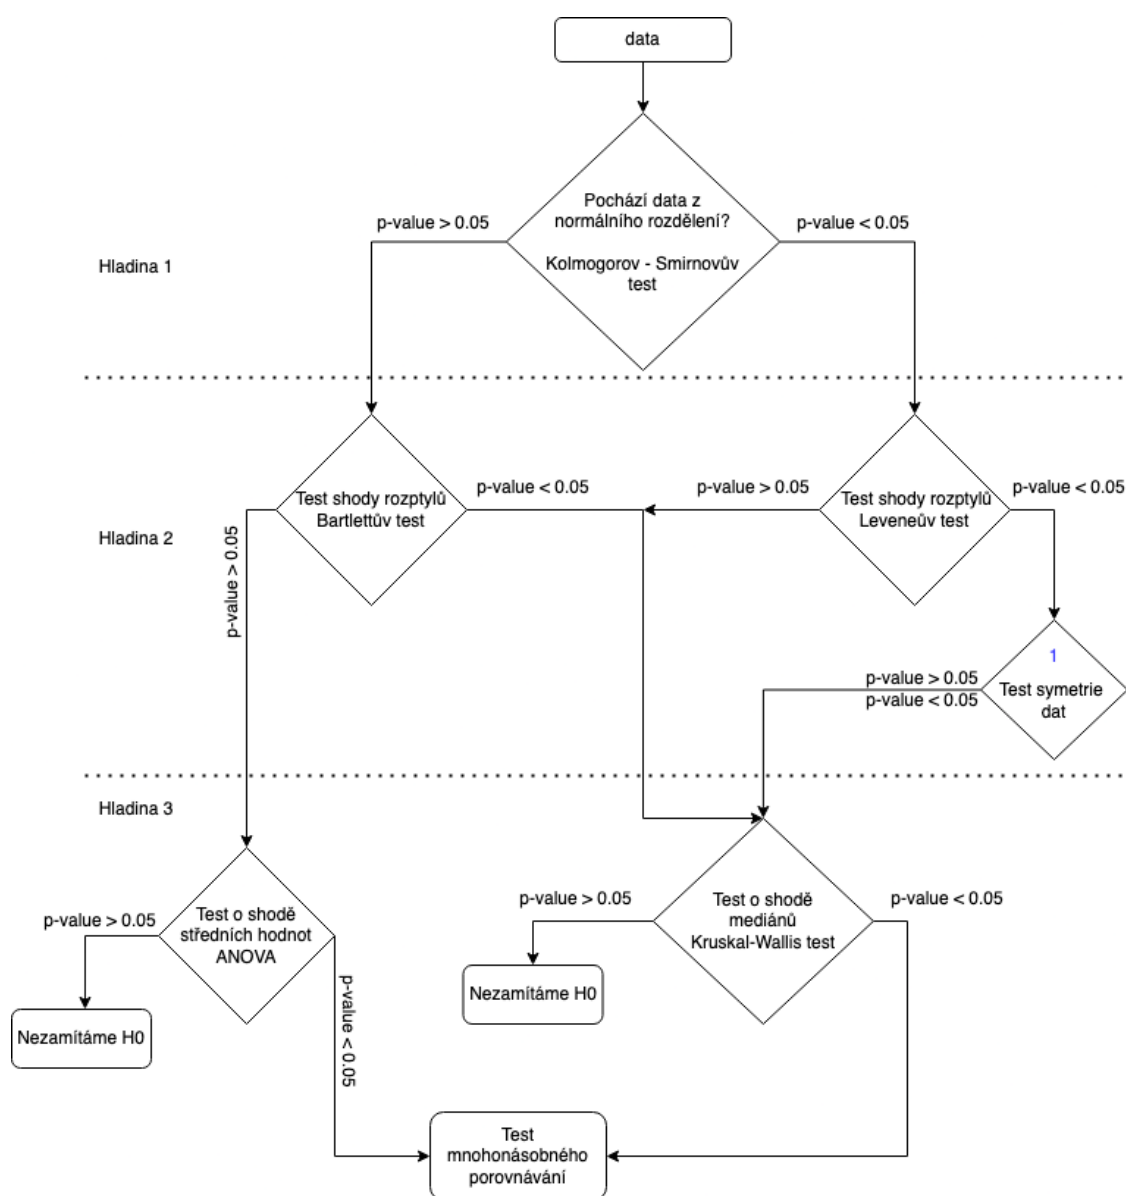 data
Pochází data z
normálního rozdělení?
Kolmogorov - Smirnovův
test
p-value > 0.05
p-value < 0.05
Hladina 1
Test shody rozptylů
Bartlettův test
p-value < 0.05
p-value > 0.05
Test shody rozptylů
Leveneův test
p-value < 0.05
Hladina 2
p-value > 0.05
1
Test symetrie
dat
p-value > 0.05
p-value < 0.05
Hladina 3
p-value > 0.05
Test o shodě
středních hodnot
ANOVA
p-value > 0.05
Test o shodě
mediánů
Kruskal-Wallis test
p-value < 0.05
Nezamítáme H0
Nezamítáme H0
p-value < 0.05
Test
mnohonásobného
porovnávání